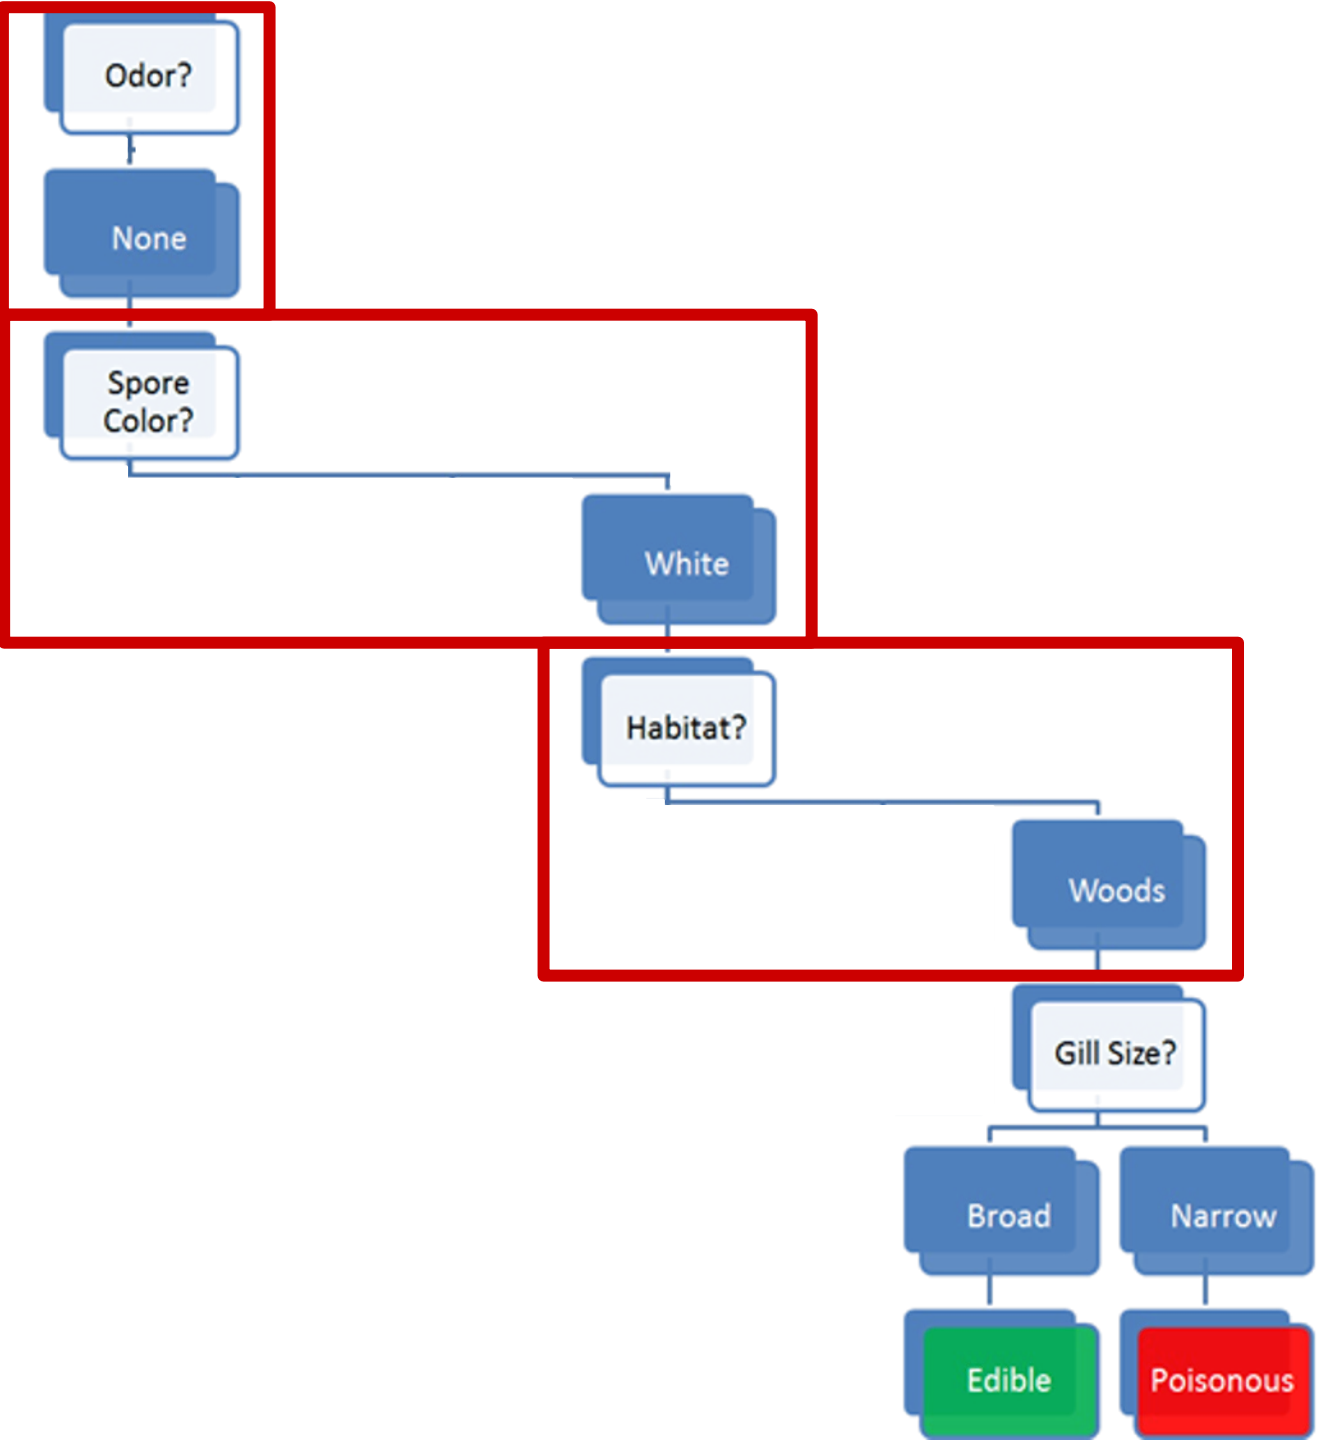 Odor?
None
Spore
Color?
White
Habitat?
Woods
Gill Size?
Broad
Narrow
Edible
Poisonous